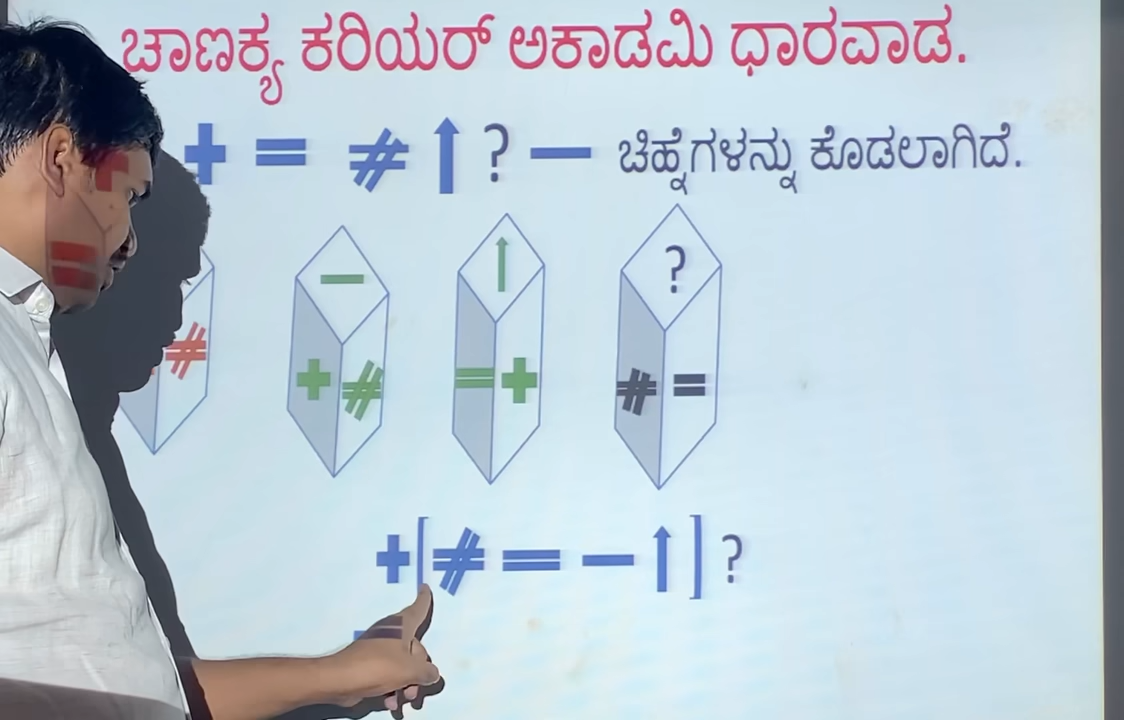 ಚಾಣಕ್ಯ ಕರಿಯರ್ ಅಕಾಡಮಿ ಧಾರವಾಡ.
+ = # ↑ ? — ಚಿಹ್ನೆಗಳನ್ನು ಕೊಡಲಾಗಿದೆ.
— ↑ ?
# + # = + # =
+[# = — ↑] ?